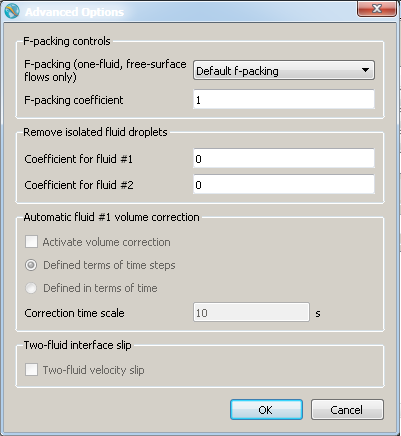 Advanced Options
F-packing controls
F-packing (one-fluid, free-surface
flows only)
Default f-packing
F-packing coefficient
1
Remove isolated fluid droplets
Coefficient for fluid #1
0
Coefficient for fluid #2
0
Automatic fluid #1 volume correction
Activate volume correction
Defined terms of time steps
Defined in terms of time
Correction time scale
10
s
Two-fluid interface slip
Two-fluid velocity slip
OK
Cancel